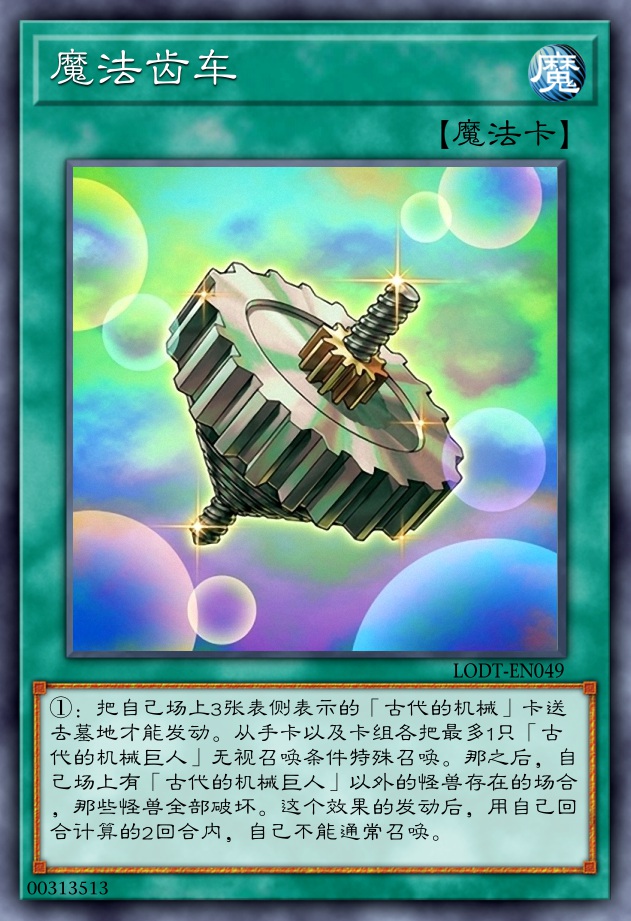 魔法齿车
魔
【魔法卡】
LODT-EN049
①：把自己场上3张表侧表示的「古代的机械」卡送
去墓地才能发动。从手卡以及卡组各把最多1只「古
代的机械巨人」无视召唤条件特殊召唤。那之后，自
己场上有「古代的机械巨人」以外的怪兽存在的场合
，那些怪兽全部破坏。这个效果的发动后，用自己回
合计算的2回合内，自己不能通常召唤。
00313513